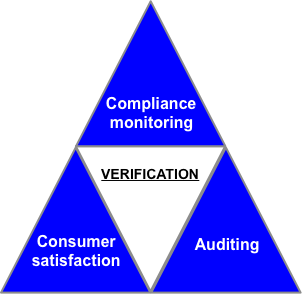 Compliance
monitoring
VERIFICATION
Consumer
satisfaction
Auditing